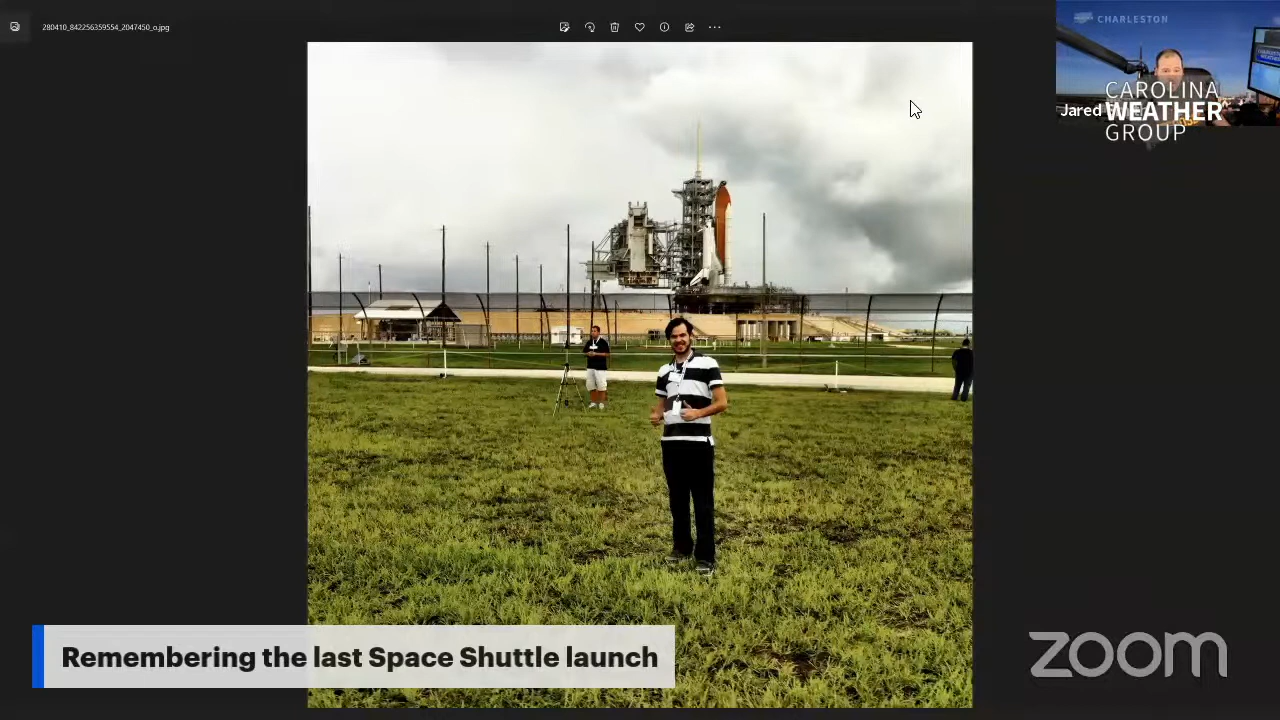 280410_842256359554_2047450_o.jpg
CHARLESTON
Jared
CAROLINA
WEATHER
GROUP
Remembering the last Space Shuttle launch
zoom